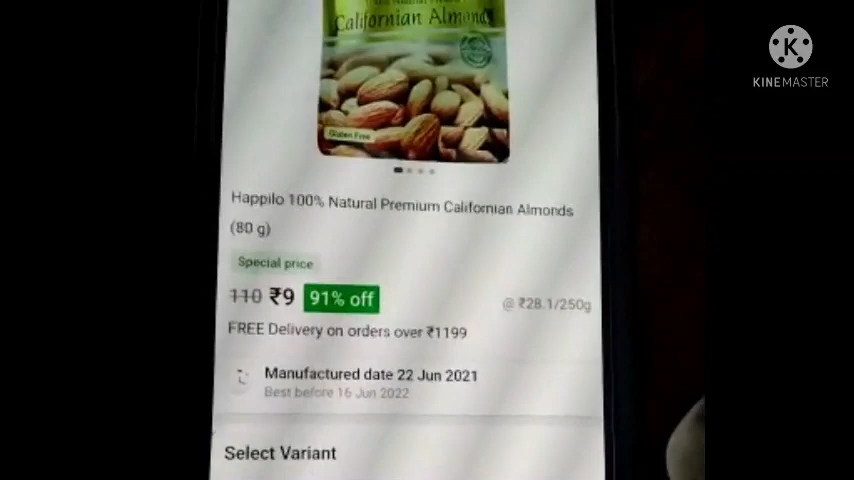 Californian Almonds
Gluten Free
Happilo 100% Natural Premium Californian Almonds
(80 g)
Special price
110 ₹9 91% off
@ ₹28.1/250g
FREE Delivery on orders over ₹1199
Manufactured date 22 Jun 2021
Best before 16 Jun 2022
Select Variant
K
KINEMASTER